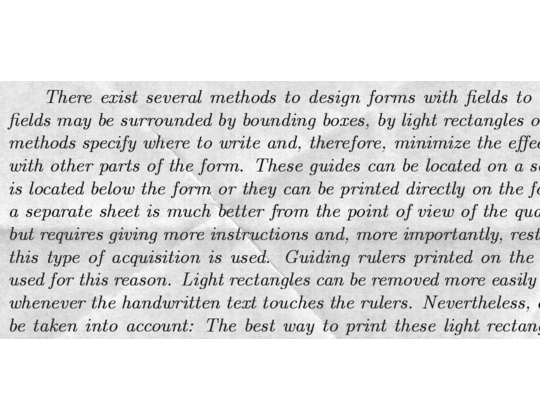 There exist several methods to design forms with fields to
fields may be surrounded by bounding boxes, by light rectangles
methods specify where to write and, therefore, minimize the
with other parts of the form. These guides can be located on a
is located below the form or they can be printed directly on the
a separate sheet is much better from the point of view of the
but requires giving more instructions and, more importantly,
this type of acquisition is used. Guiding rulers printed on the
used for this reason. Light rectangles can be removed more easily
whenever the handwritten text touches the rulers. Nevertheless,
be taken into account: The best way to print these light